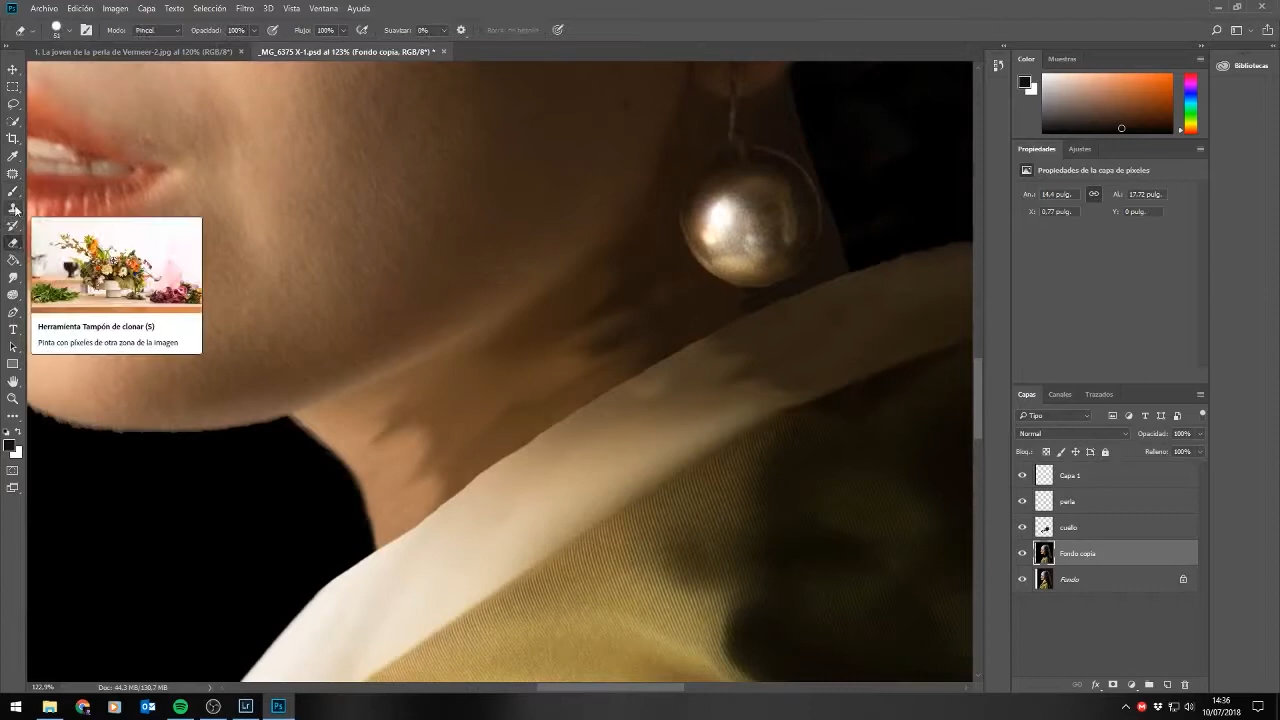 Ps Archivo Edición Imagen Capa Texto Selección Filtro 3D Vista Ventana Ayuda
51 Modo: Pincel Opacidad: 100% Flujo: 100% Suavizar: 0%
1. La joven de la perla de Vermeer-2.jpg al 120% (RGB/8*) × _MG_6375 X-1.psd al 123% (Fondo copia, RGB/8*) * ×
Color Muestras
Bibliotecas
Propiedades Ajustes
Propiedades de la capa de píxeles
An.: 14,4 pulg. AL: 17,72 pulg.
X: 0,77 pulg. Y: 0 pulg.
Herramienta Tampón de clonar (S)
Pinta con píxeles de otra zona de la imagen
Capas Canales Trazados
Tipo
Normal Opacidad: 100%
Bloq.: Relleno: 100%
Capa 1
perla
cuello
Fondo copia
Fondo
122,9% Doc: 44,3 MB/130,7 MB
14:36
10/07/2018